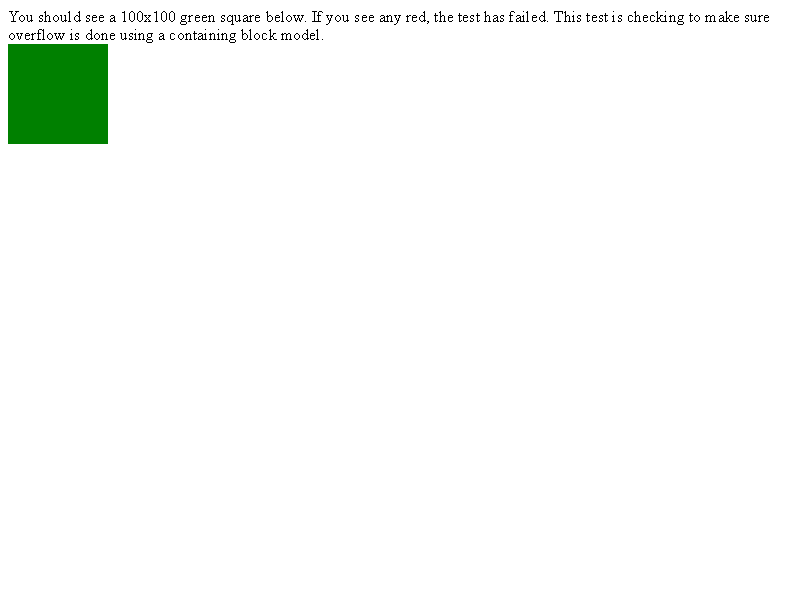 You should see a 100x100 green square below. If you see any red, the test has failed. This test is checking to make sure
overflow is done using a containing block model.